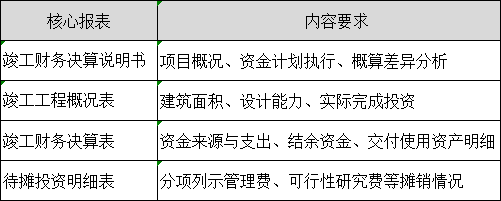 核心报表 内容要求
竣工财务决算说明书 项目概况、资金计划执行、概算差异分析
竣工工程概况表 建筑面积、设计能力、实际完成投资
竣工财务决算表 资金来源与支出、结余资金、交付使用资产明细
待摊投资明细表 分项列示管理费、可行性研究费等摊销情况